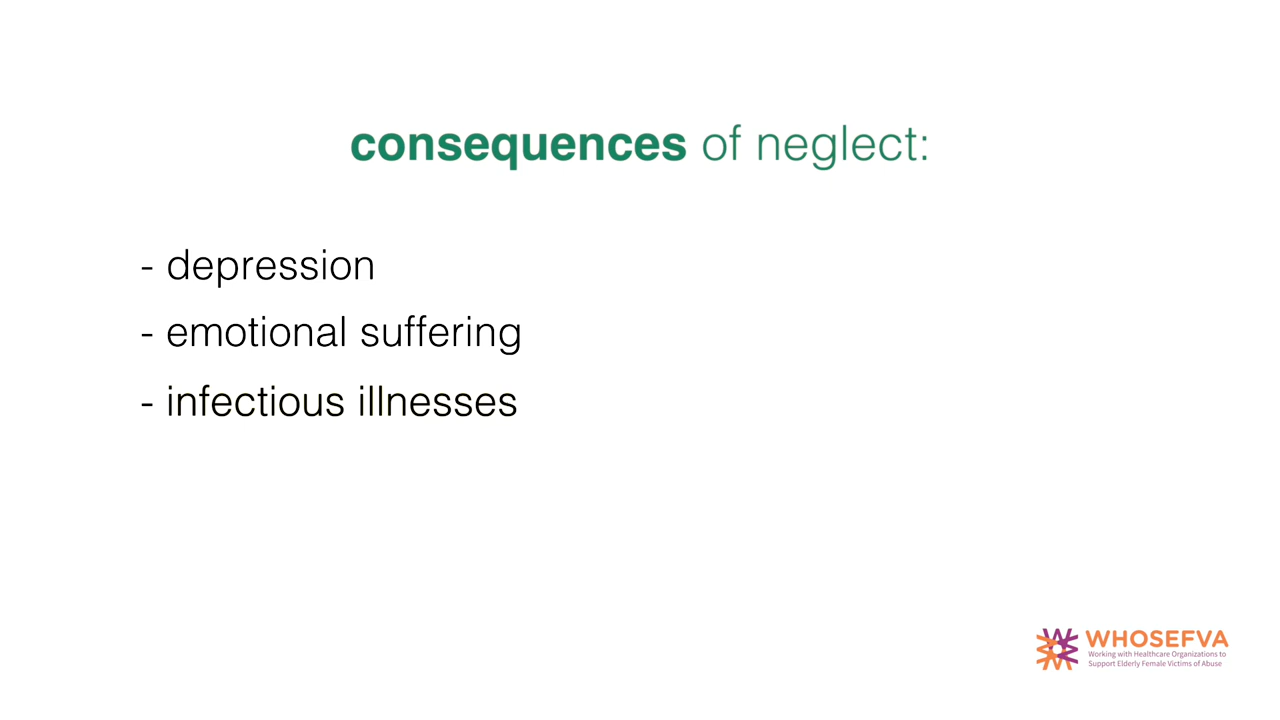 consequences of neglect:
- depression
- emotional suffering
- infectious illnesses
WHOSEFVA
Working with Healthcare Organizations to
Support Elderly Female Victims of Abuse